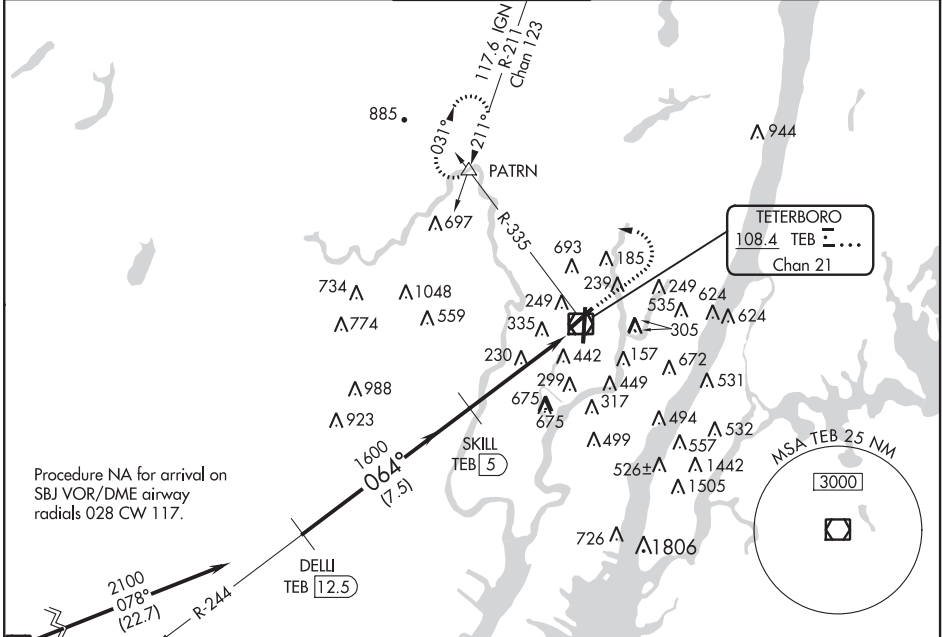 117.6 IGN
R-211
Chan 123
885
031°
211°
944
PATRN
697
R-335
TETERBORO
108.4 TEB
Chan 21
693
185
239
249
535
624
624
734
1048
249
774
559
335
305
230
442
157
672
988
299
449
531
675
675
317
923
494
532
SKILL
TEB 5
499
557
526±
1442
1505
1600
064°
(7.5)
MSA TEB 25 NM
3000
Procedure NA for arrival on
SBJ VOR/DME airway
radials 028 CW 117.
726
1806
DELLI
TEB 12.5
2100
078°
(22.7)
R-244